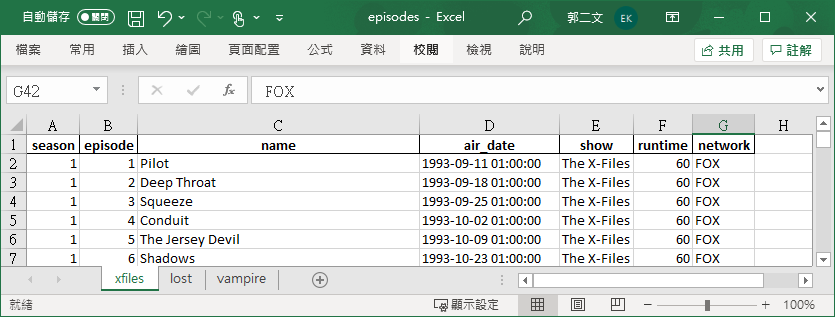 自動儲存 關閉 episodes - Excel 郭二文 EK
檔案 常用 插入 繪圖 頁面配置 公式 資料 校閱 檢視 說明 共用 註解
G42 fx FOX
A B C D E F G H
1 season episode name air_date show runtime network
2 1 1 Pilot 1993-09-11 01:00:00 The X-Files 60 FOX
3 1 2 Deep Throat 1993-09-18 01:00:00 The X-Files 60 FOX
4 1 3 Squeeze 1993-09-25 01:00:00 The X-Files 60 FOX
5 1 4 Conduit 1993-10-02 01:00:00 The X-Files 60 FOX
6 1 5 The Jersey Devil 1993-10-09 01:00:00 The X-Files 60 FOX
7 1 6 Shadows 1993-10-23 01:00:00 The X-Files 60 FOX
xfiles lost vampire
就緒 顯示設定 100%